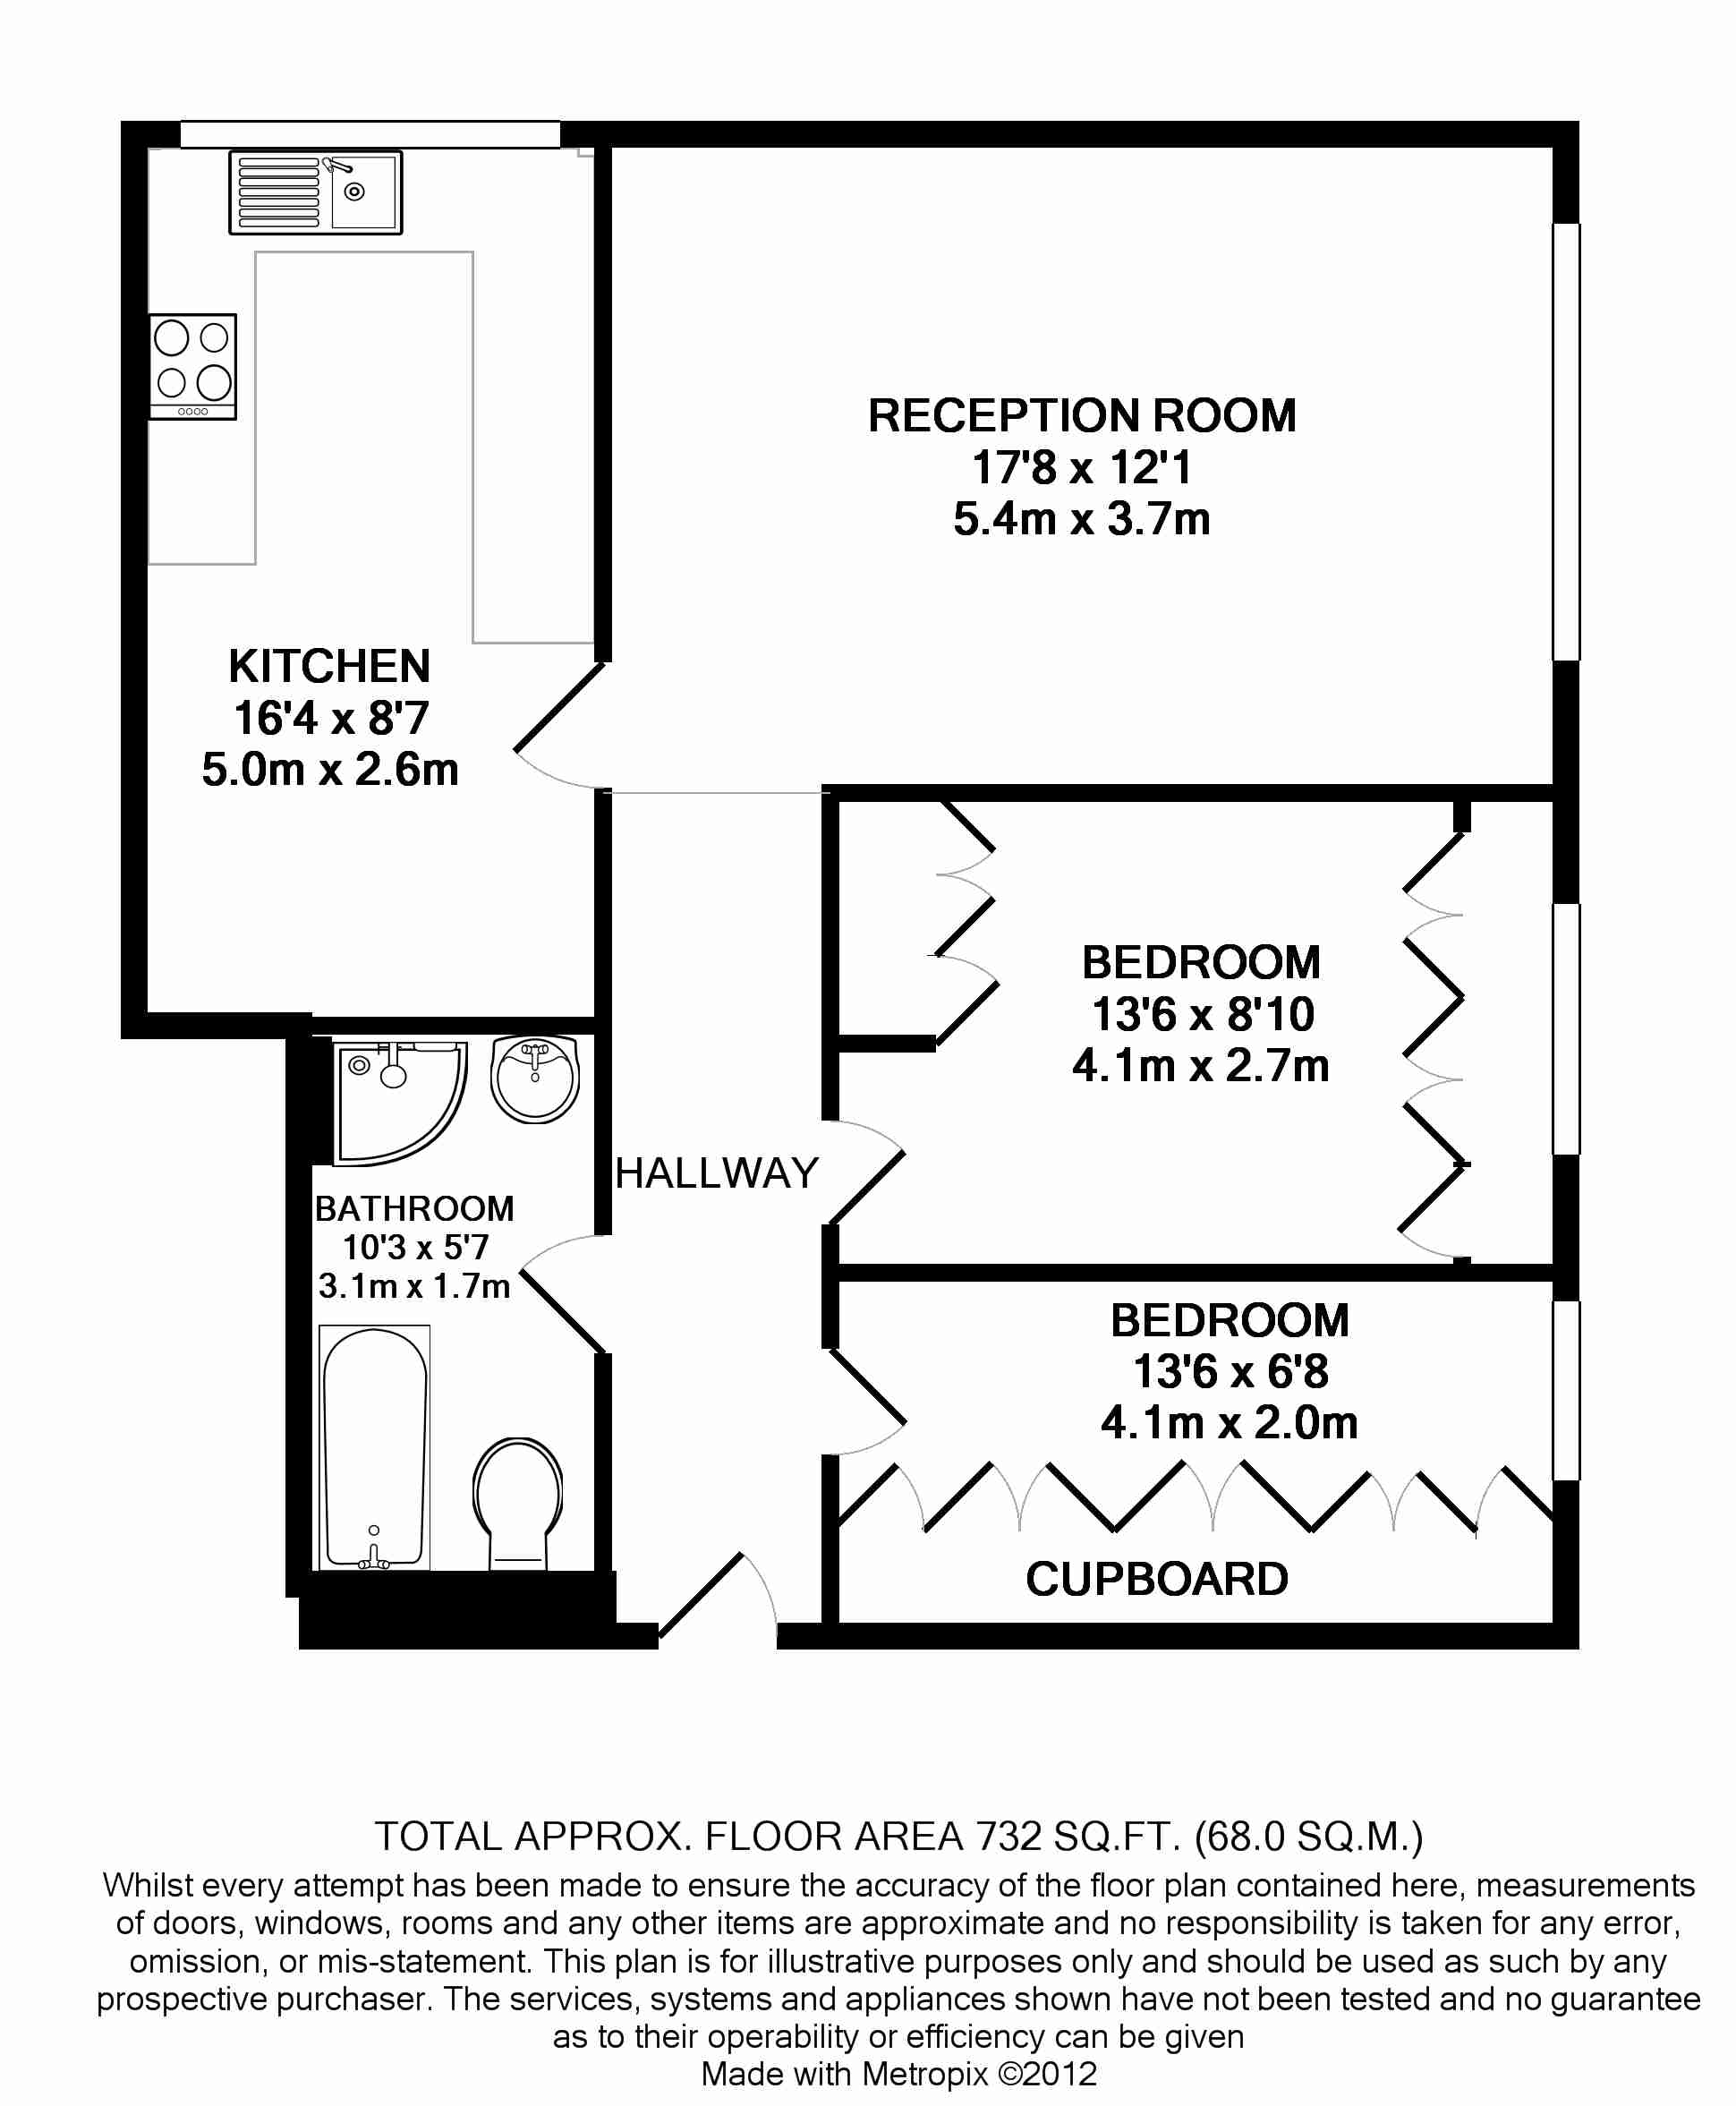 RECEPTION ROOM
17'8 x 12'1
5.4m x 3.7m
KITCHEN
16'4 x 8'7
5.0m x 2.6m
BEDROOM
13'6 x 8'10
4.1m x 2.7m
HALLWAY
BATHROOM
10'3 x 5'7
3.1m x 1.7m
BEDROOM
13'6 x 6'8
4.1m x 2.0m
CUPBOARD
TOTAL APPROX. FLOOR AREA 732 SQ.FT. (68.0 SQ.M.)
Whilst every attempt has been made to ensure the accuracy of the floor plan contained here, measurements
of doors, windows, rooms and any other items are approximate and no responsibility is taken for any error,
omission, or mis-statement. This plan is for illustrative purposes only and should be used as such by any
prospective purchaser. The services, systems and appliances shown have not been tested and no guarantee
as to their operability or efficiency can be given
Made with Metropix ©2012